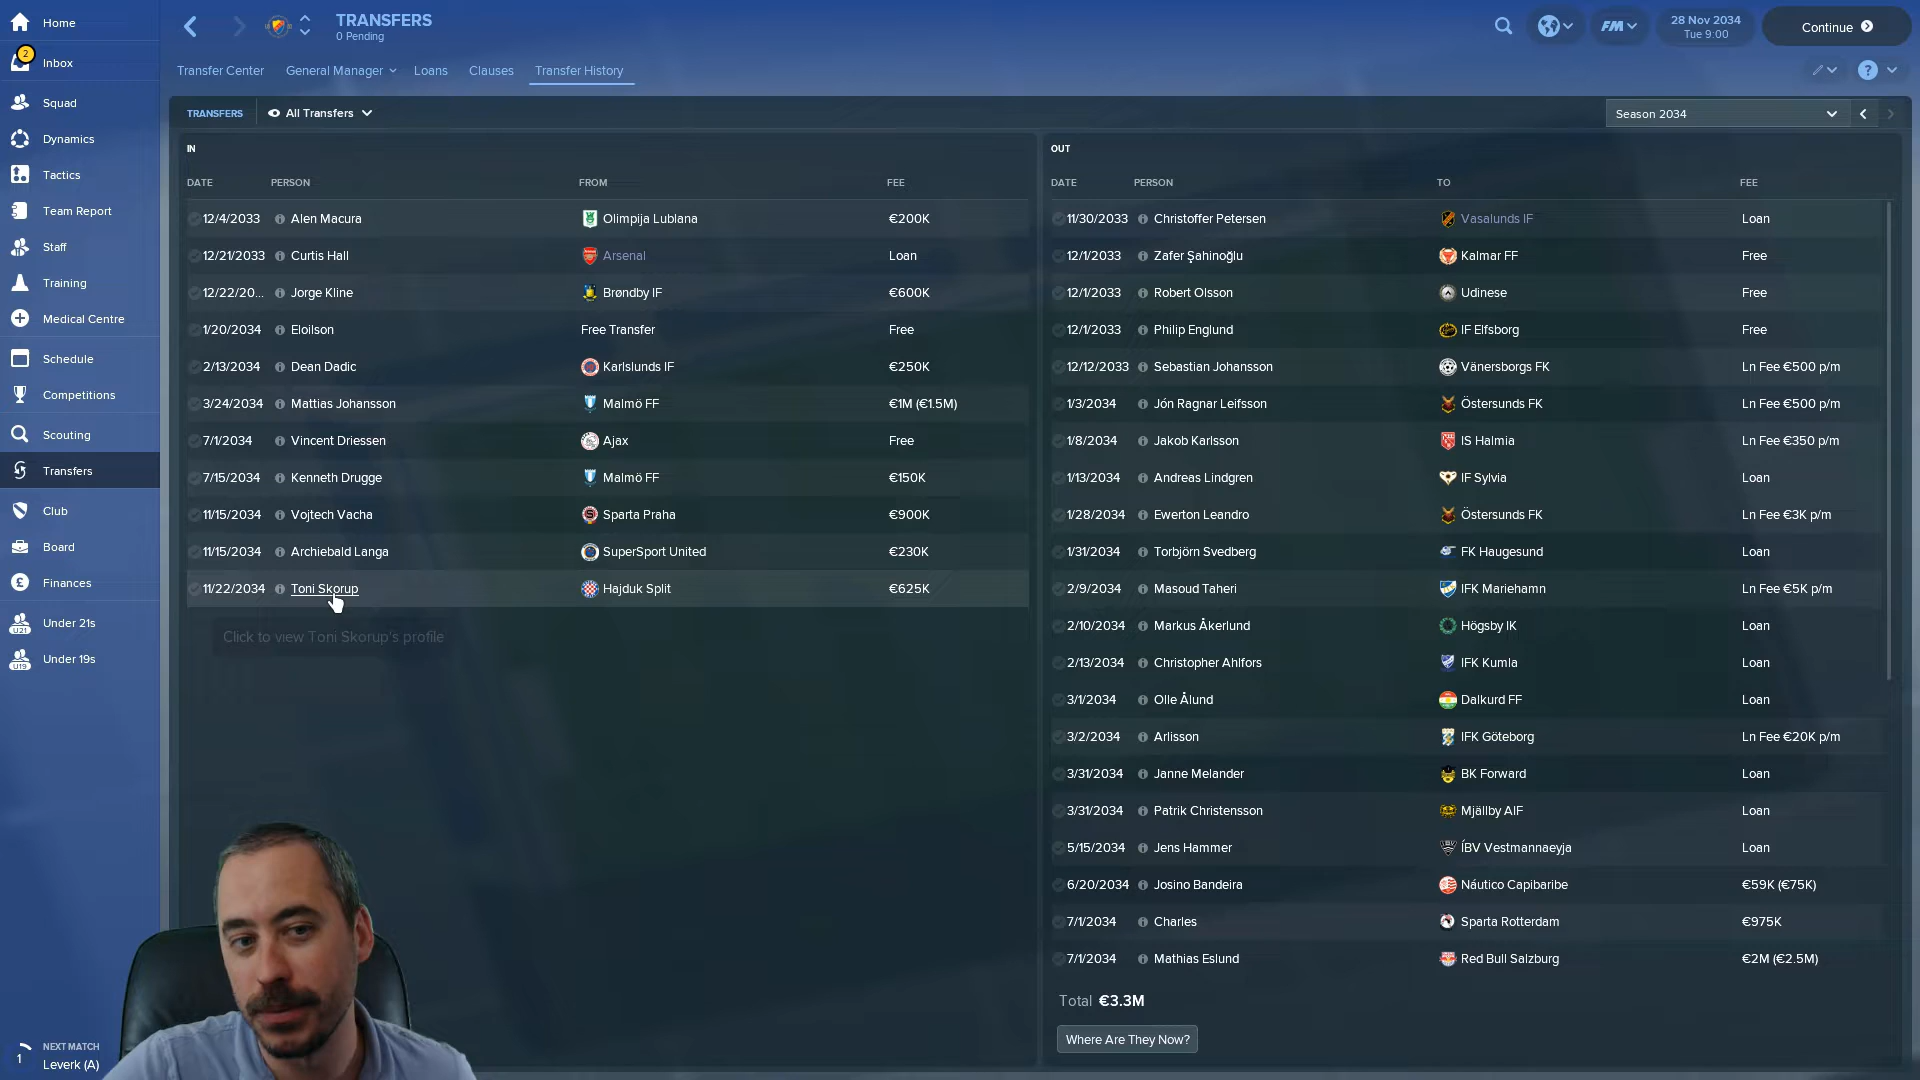 Home
2
Inbox
Squad
Dynamics
Tactics
Team Report
Staff
Training
Medical Centre
Schedule
Competitions
Scouting
Transfers
Club
Board
Finances
U21
Under 21s
U19
Under 19s
1
NEXT MATCH
Leverk (A)
TRANSFERS
0 Pending
FM
28 Nov 2034
Tue 9:00
Continue
Transfer Center
General Manager
Loans
Clauses
Transfer History
?
TRANSFERS
All Transfers
Season 2034
IN
DATE PERSON FROM FEE
12/4/2033 Alen Macura Olimpija Lublana €200K
12/21/2033 Curtis Hall Arsenal Loan
12/22/20... Jorge Kline Brøndby IF €600K
1/20/2034 Eloilson Free Transfer Free
2/13/2034 Dean Dadic Karlslunds IF €250K
3/24/2034 Mattias Johansson Malmö FF €1M (€1.5M)
7/1/2034 Vincent Driessen Ajax Free
7/15/2034 Kenneth Drugge Malmö FF €150K
11/15/2034 Vojtech Vacha Sparta Praha €900K
11/15/2034 Archiebald Langa SuperSport United €230K
11/22/2034 Toni Skorup Hajduk Split €625K
Click to view Toni Skorup's profile
OUT
DATE PERSON TO FEE
11/30/2033 Christoffer Petersen Vasalunds IF Loan
12/1/2033 Zafer Şahinoğlu Kalmar FF Free
12/1/2033 Robert Olsson Udinese Free
12/1/2033 Philip Englund IF Elfsborg Free
12/12/2033 Sebastian Johansson Vänersborgs FK Ln Fee €500 p/m
1/3/2034 Jón Ragnar Leifsson Östersunds FK Ln Fee €500 p/m
1/8/2034 Jakob Karlsson IS Halmia Ln Fee €350 p/m
1/13/2034 Andreas Lindgren IF Sylvia Loan
1/28/2034 Ewerton Leandro Östersunds FK Ln Fee €3K p/m
1/31/2034 Torbjörn Svedberg FK Haugesund Loan
2/9/2034 Masoud Taheri IFK Mariehamn Ln Fee €5K p/m
2/10/2034 Markus Åkerlund Högsby IK Loan
2/13/2034 Christopher Ahlfors IFK Kumla Loan
3/1/2034 Olle Ålund Dalkurd FF Loan
3/2/2034 Arlisson IFK Göteborg Ln Fee €20K p/m
3/31/2034 Janne Melander BK Forward Loan
3/31/2034 Patrik Christensson Mjällby AIF Loan
5/15/2034 Jens Hammer ÍBV Vestmannaeyja Loan
6/20/2034 Josino Bandeira Náutico Capibaribe €59K (€75K)
7/1/2034 Charles Sparta Rotterdam €975K
7/1/2034 Mathias Eslund Red Bull Salzburg €2M (€2.5M)
Total €3.3M
Where Are They Now?